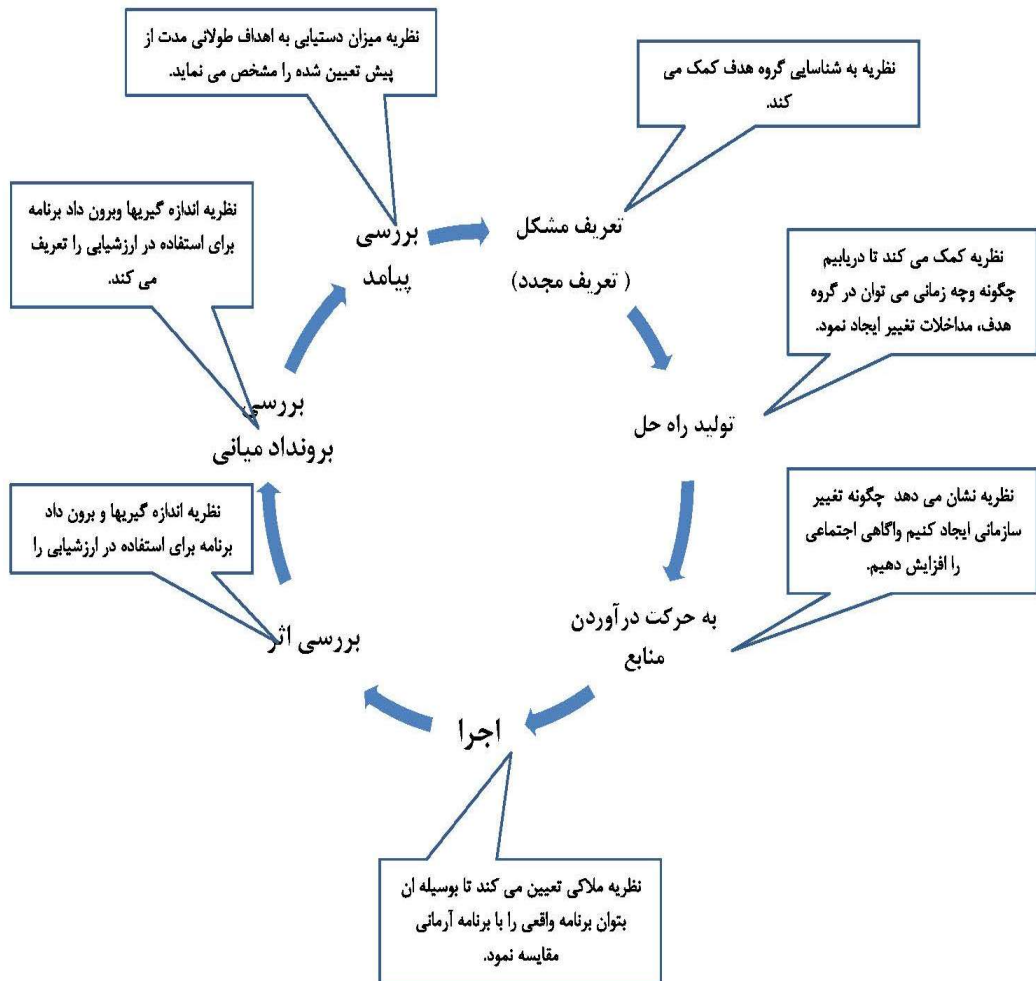 نظریه میزان دستیابی به اهداف طولانی مدت از
پیش تعیین شده را مشخص می نماید.
نظریه به شناسایی گروه هدف کمک می
کند.
تعریف مشکل
( تعریف مجدد)
نظریه کمک می کند تا دریابیم
چگونه وچه زمانی می توان در گروه
هدف، مداخلات تغییر ایجاد نمود.
تولید راه حل
نظریه نشان می دهد چگونه تغییر
سازمانی ایجاد کنیم واگاهی اجتماعی
را افزایش دهیم.
به حرکت درآوردن
منابع
اجرا
نظریه ملاکی تعیین می کند تا بوسیله ان
بتوان برنامه واقعی را با برنامه آرمانی
مقایسه نمود.
بررسی اثر
نظریه اندازه گیریها و برون داد
برنامه برای استفاده در ارزشیابی را
بررسی
برونداد میانی
نظریه اندازه گیریها وبرون داد برنامه
برای استفاده در ارزشیابی را تعریف
می کند.
بررسی
پیامد